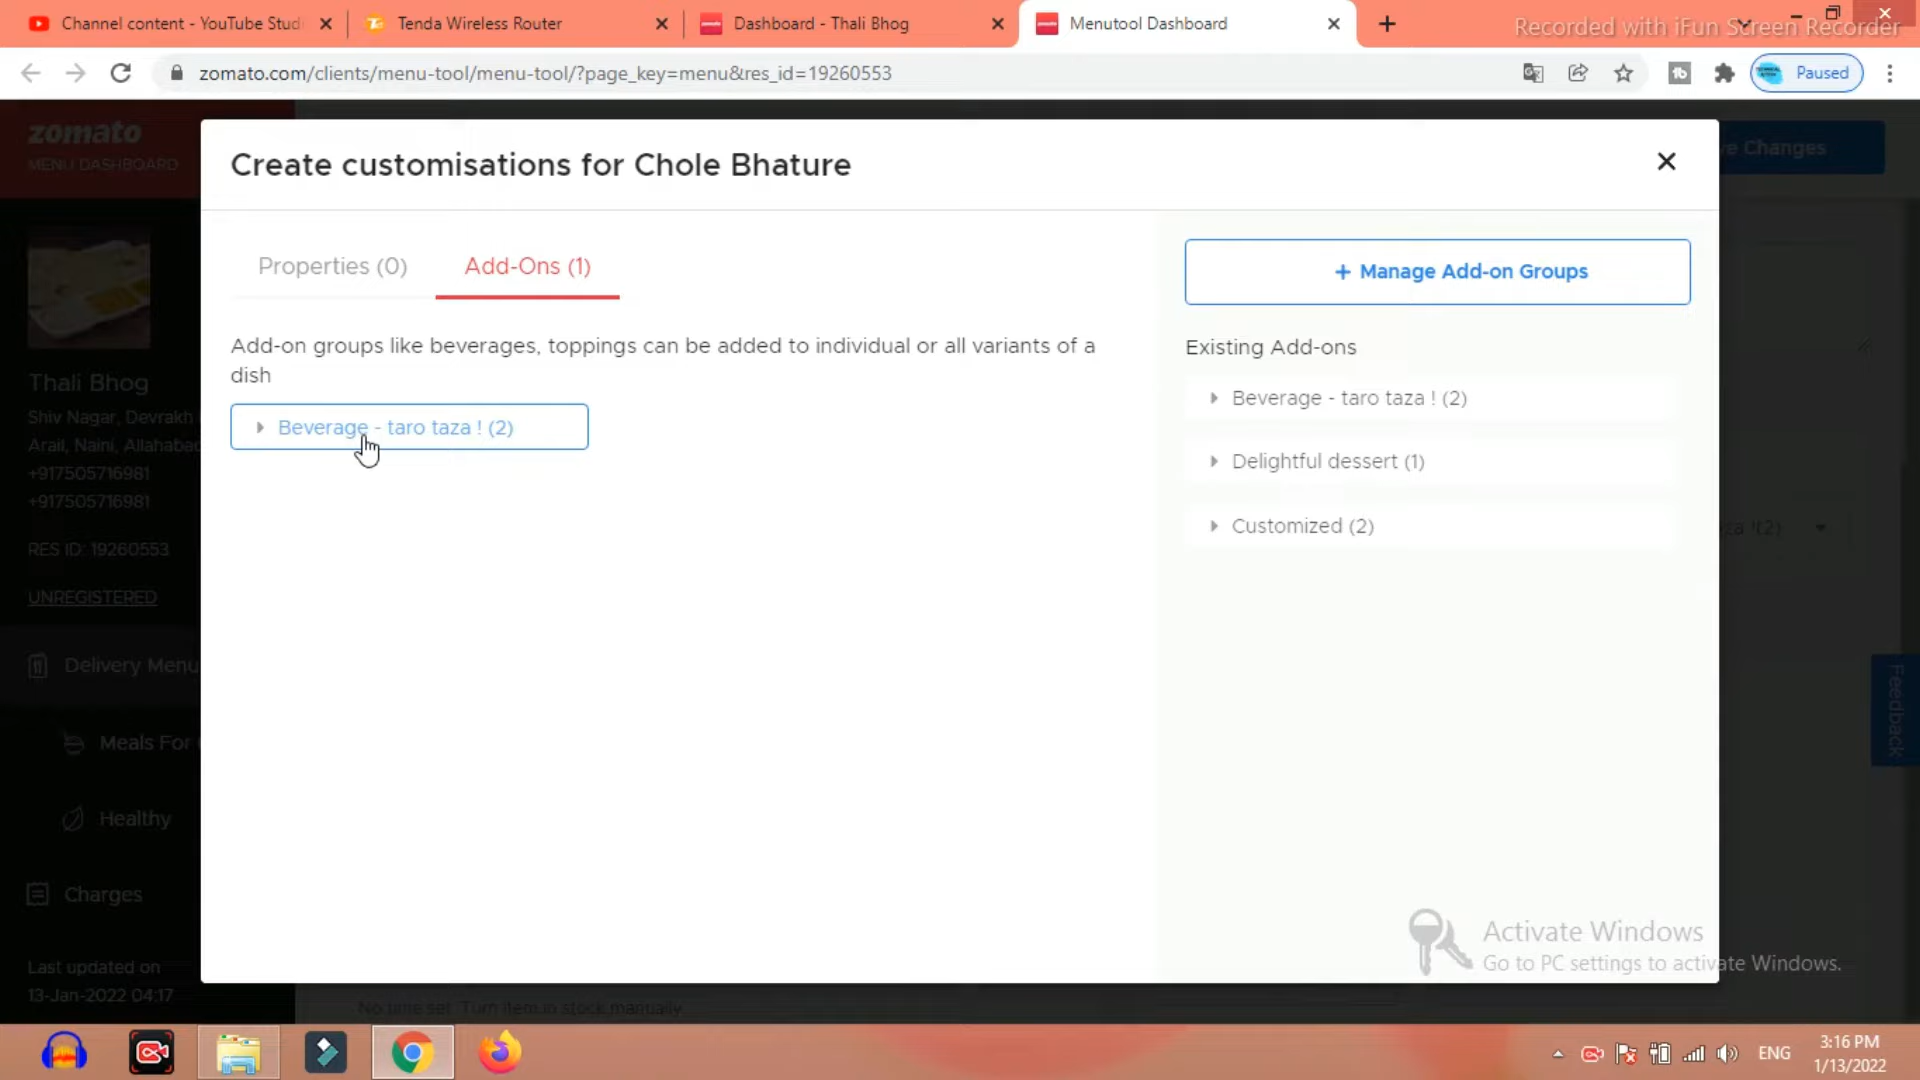 Channel content - YouTube Studi
Tenda Wireless Router
Dashboard - Thali Bhog
Menutool Dashboard
Recorded with iFun Screen Recorder
zomato.com/clients/menu-tool/menu-tool/?page_key=menu&res_id=19260553
Paused
zomato
MENU DASHBOARD
Create customisations for Chole Bhature
ve Changes
Properties (0)
Add-Ons (1)
+ Manage Add-on Groups
Add-on groups like beverages, toppings can be added to individual or all variants of a
dish
Beverage - taro taza ! (2)
Existing Add-ons
Beverage - taro taza ! (2)
Delightful dessert (1)
Customized (2)
Thali Bhog
Shiv Nagar, Devrakh
Arail, Naini, Allahabad
+917505716981
+917505716981
RES ID: 19260553
UNREGISTERED
za !(2)
Delivery Menu
Meals For
Healthy
Charges
Last updated on
13-Jan-2022 04:17
Feedback
Activate Windows
Go to PC settings to activate Windows.
No time set. Turn item in stock manually.
ENG
3:16 PM
1/13/2022